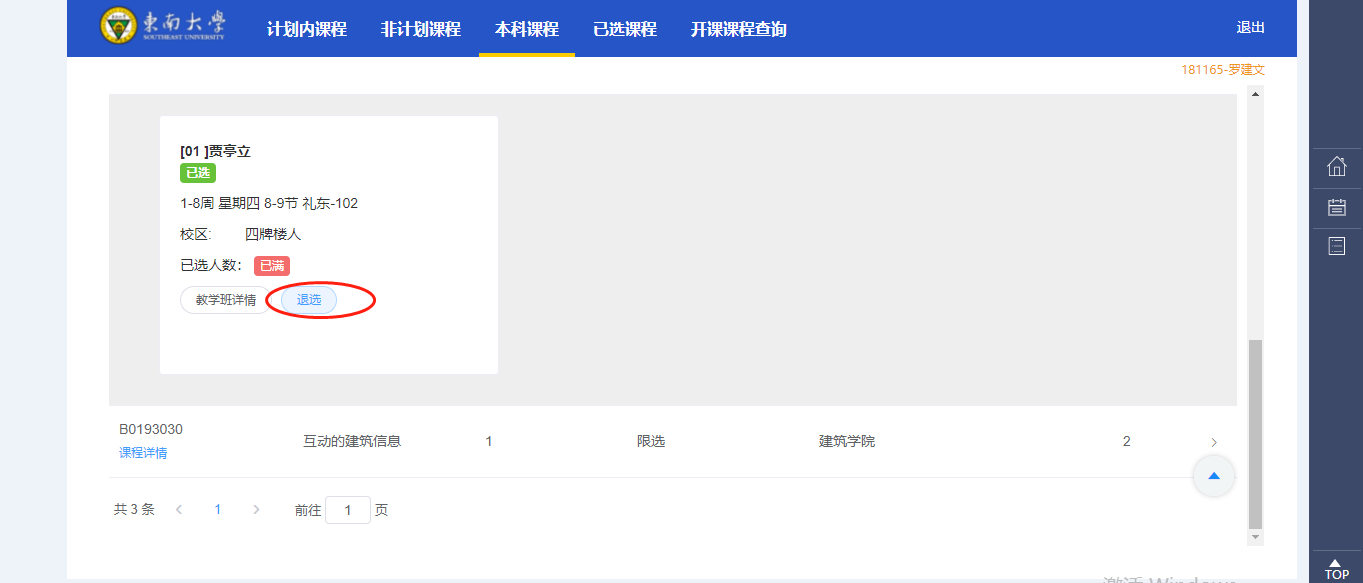 東南大學
SOUTHEAST UNIVERSITY
计划内课程 非计划课程 本科课程 已选课程 开课课程查询 退出
181165-罗建文
[01 ]贾亭立
已选
1-8周 星期四 8-9节 礼东-102
校区: 四牌楼人
已选人数： 已满
教学班详情 退选
B0193030
课程详情
互动的建筑信息 1 限选 建筑学院 2
共 3 条 1 前往 1 页
激活 Windows
TOP